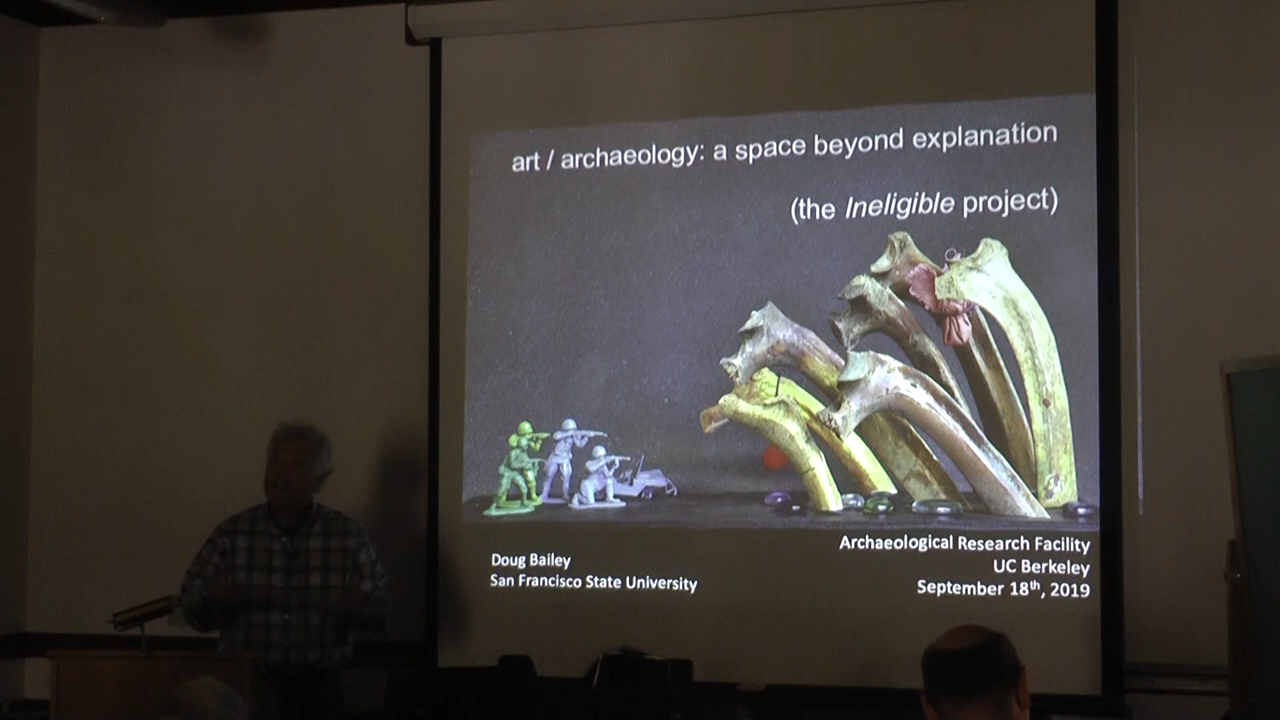 art / archaeology: a space beyond explanation
(the Ineligible project)
Doug Bailey
San Francisco State University
Archaeological Research Facility
UC Berkeley
September 18th, 2019